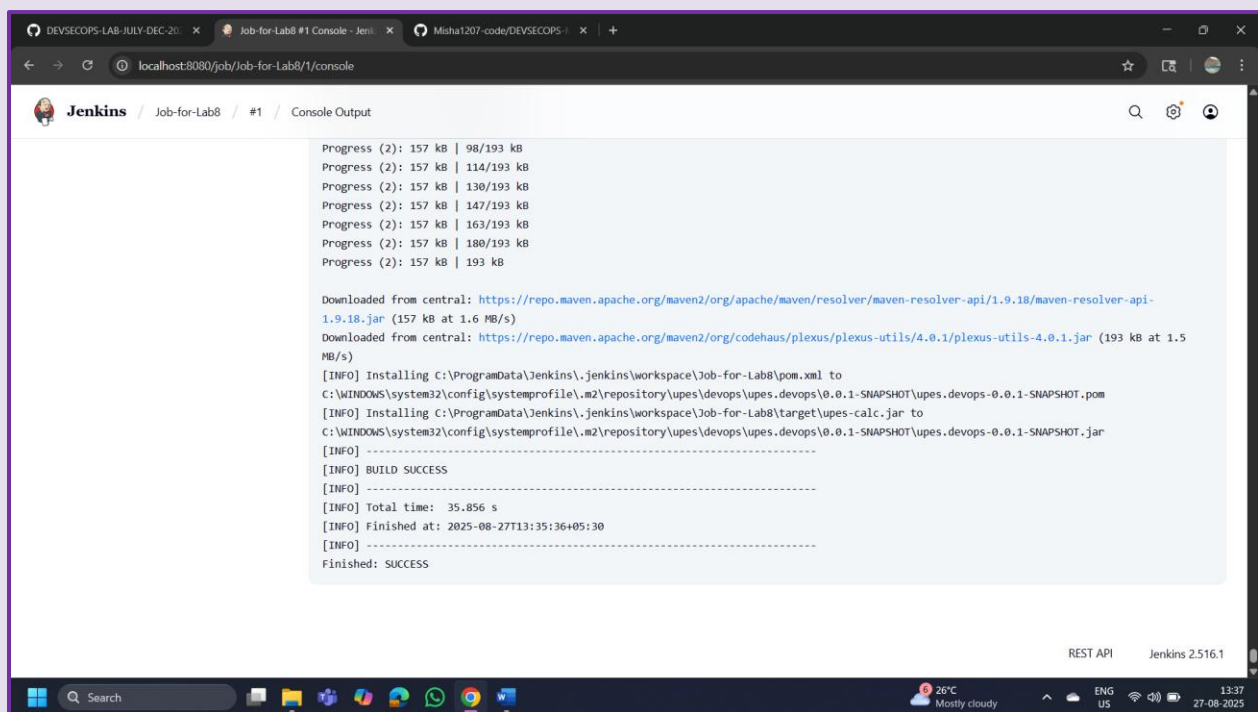 DEVSECOPS-LAB-JULY-DEC-20
Job-for-Lab8 #1 Console - Jenk
Misha1207-code/DEVSECOPS-
localhost:8080/job/Job-for-Lab8/1/console
Jenkins / Job-for-Lab8 / #1 / Console Output
Progress (2): 157 kB | 98/193 kB
Progress (2): 157 kB | 114/193 kB
Progress (2): 157 kB | 130/193 kB
Progress (2): 157 kB | 147/193 kB
Progress (2): 157 kB | 163/193 kB
Progress (2): 157 kB | 180/193 kB
Progress (2): 157 kB | 193 kB
Downloaded from central: https://repo.maven.apache.org/maven2/org/apache/maven/resolver/maven-resolver-api/1.9.18/maven-resolver-api-
1.9.18.jar (157 kB at 1.6 MB/s)
Downloaded from central: https://repo.maven.apache.org/maven2/org/codehaus/plexus/plexus-utils/4.0.1/plexus-utils-4.0.1.jar (193 kB at 1.5
MB/s)
[INFO] Installing C:\ProgramData\Jenkins\.jenkins\workspace\Job-for-Lab8\pom.xml to
C:\WINDOWS\system32\config\systemprofile\.m2\repository\upes\devops\upes.devops\0.0.1-SNAPSHOT\upes.devops-0.0.1-SNAPSHOT.pom
[INFO] Installing C:\ProgramData\Jenkins\.jenkins\workspace\Job-for-Lab8\target\upes-calc.jar to
C:\WINDOWS\system32\config\systemprofile\.m2\repository\upes\devops\upes.devops\0.0.1-SNAPSHOT\upes.devops-0.0.1-SNAPSHOT.jar
[INFO] ------------------------------------------------------------------------
[INFO] BUILD SUCCESS
[INFO] ------------------------------------------------------------------------
[INFO] Total time:  35.856 s
[INFO] Finished at: 2025-08-27T13:35:36+05:30
[INFO] ------------------------------------------------------------------------
Finished: SUCCESS
REST API
Jenkins 2.516.1
Search
6
26°C
Mostly cloudy
ENG
US
13:37
27-08-2025